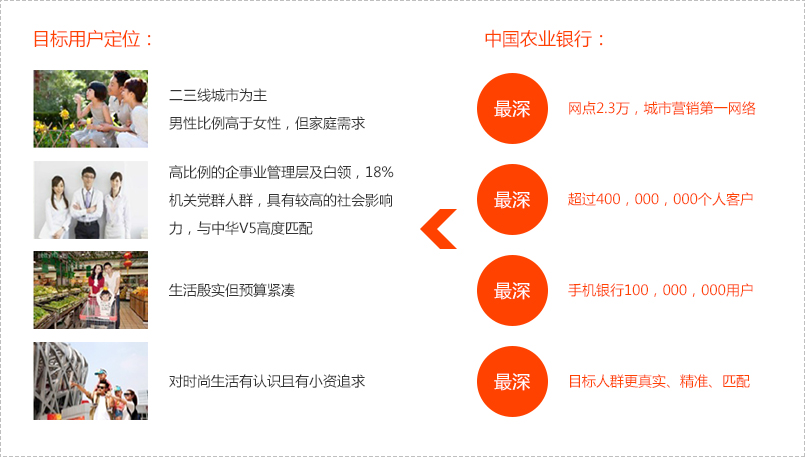 目标用户定位：
二三线城市为主
男性比例高于女性，但家庭需求
高比例的企事业管理层及白领，18%
机关党群人群，具有较高的社会影响
力，与中华V5高度匹配
生活殷实但预算紧凑
对时尚生活有认识且有小资追求
中国农业银行：
最深
网点2.3万，城市营销第一网络
最深
超过400，000，000个人客户
最深
手机银行100，000，000用户
最深
目标人群更真实、精准、匹配